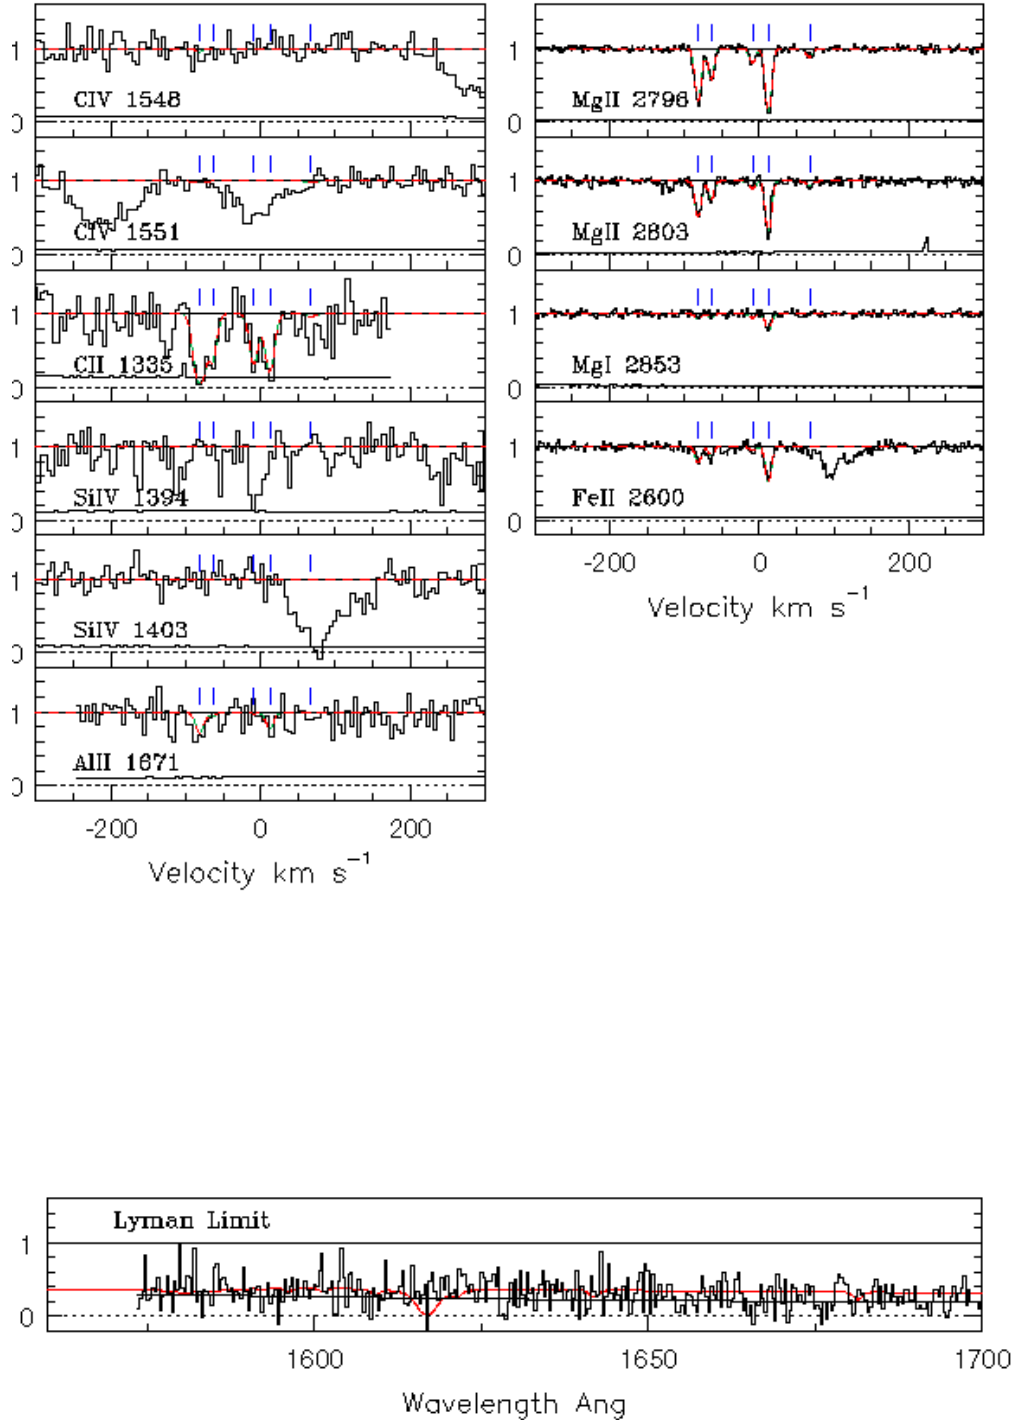 1
CIV 1548
0
1
CIV 1551
0
1
CII 1335
0
1
SiIV 1394
0
1
SiIV 1403
0
1
AlII 1671
0
-200 0 200
Velocity km s⁻¹
1
MgII 2796
0
1
MgII 2803
0
1
MgI 2853
0
1
FeII 2600
0
-200 0 200
Velocity km s⁻¹
Lyman Limit
1
0
1600 1650 1700
Wavelength Ang